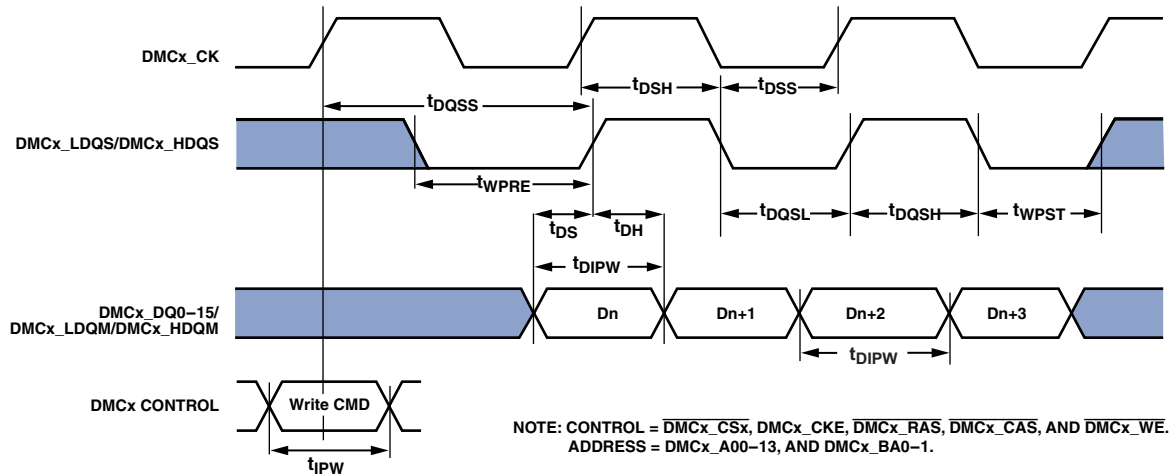 DMCx_CK
tDSH
tDSS
tDQSS
DMCx_LDQS/DMCx_HDQS
tWPRE
tDQSL
tDQSH
tWPST
tDS
tDH
tDIPW
DMCx_DQ0–15/
DMCx_LDQM/DMCx_HDQM
Dn
Dn+1
Dn+2
Dn+3
tDIPW
DMCx CONTROL
Write CMD
tIPW
NOTE: CONTROL = DMCx_CSx, DMCx_CKE, DMCx_RAS, DMCx_CAS, AND DMCx_WE.
ADDRESS = DMCx_A00-13, AND DMCx_BA0-1.